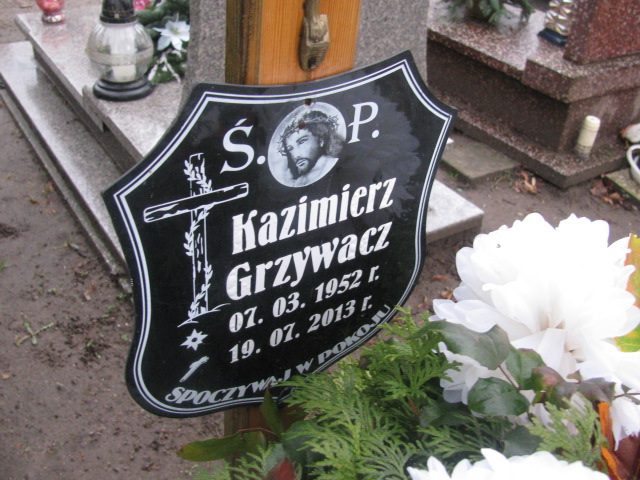 Ś. P.
Kazimierz
Grzywacz
07. 03. 1952 r.
19. 07. 2013 r.
SPOCZYWAJ W POKOJU